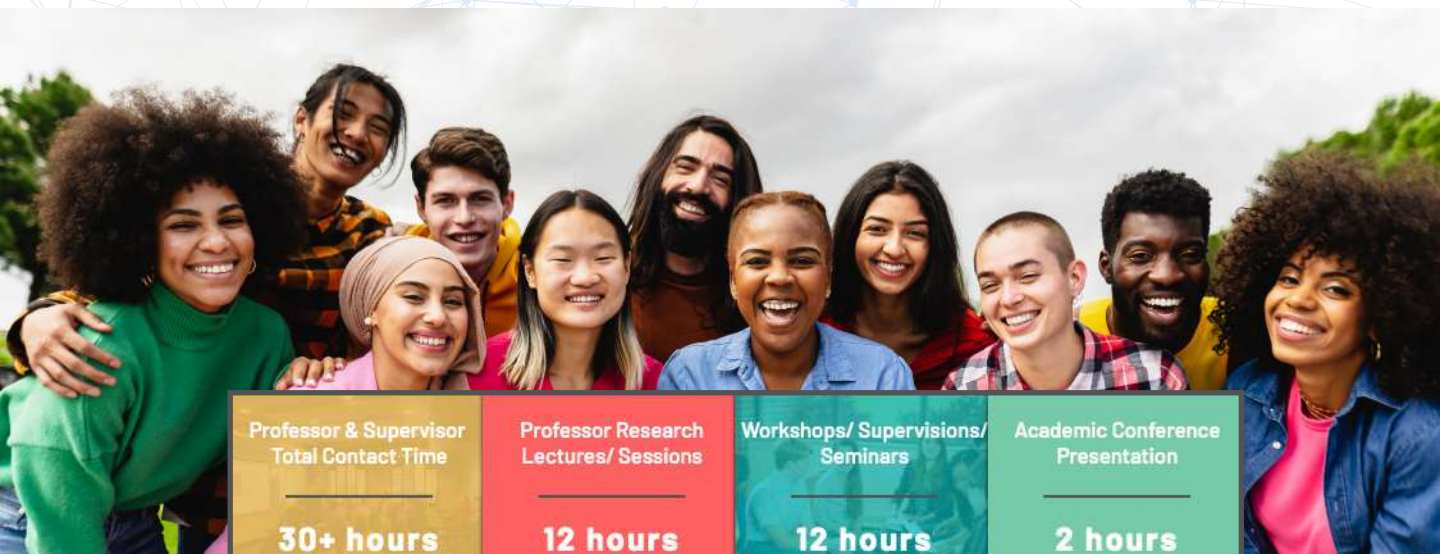 Professor & Supervisor
Total Contact Time
30+ hours
Professor Research
Lectures/ Sessions
12 hours
Workshops/ Supervisions/
Seminars
12 hours
Academic Conference
Presentation
2 hours